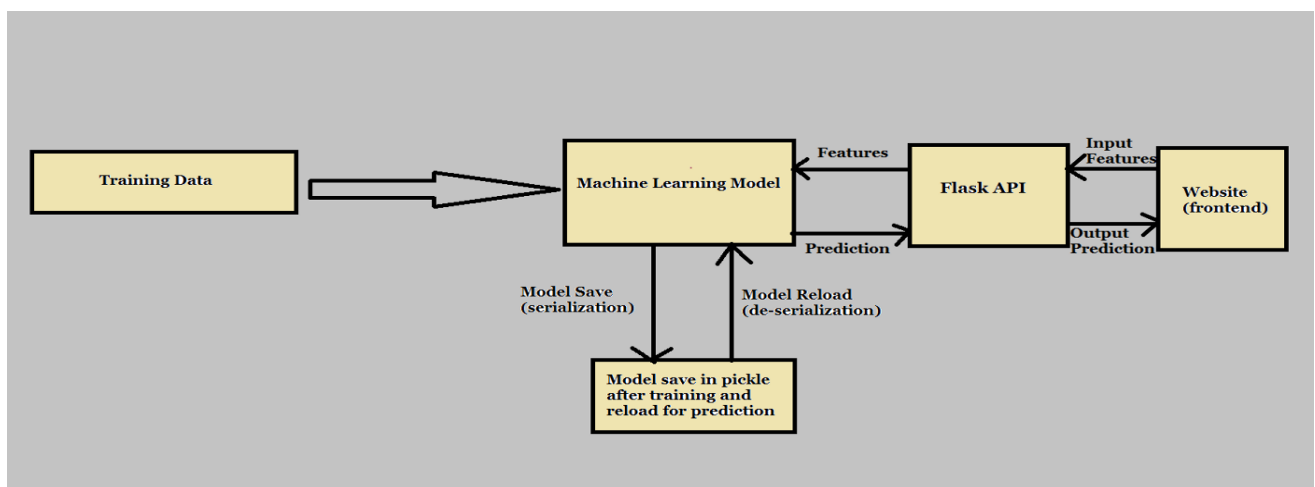 Training Data
Machine Learning Model
Features
Prediction
Flask API
Input
Features
Output
Prediction
Website
(frontend)
Model Save
(serialization)
Model Reload
(de-serialization)
Model save in pickle
after training and
reload for prediction